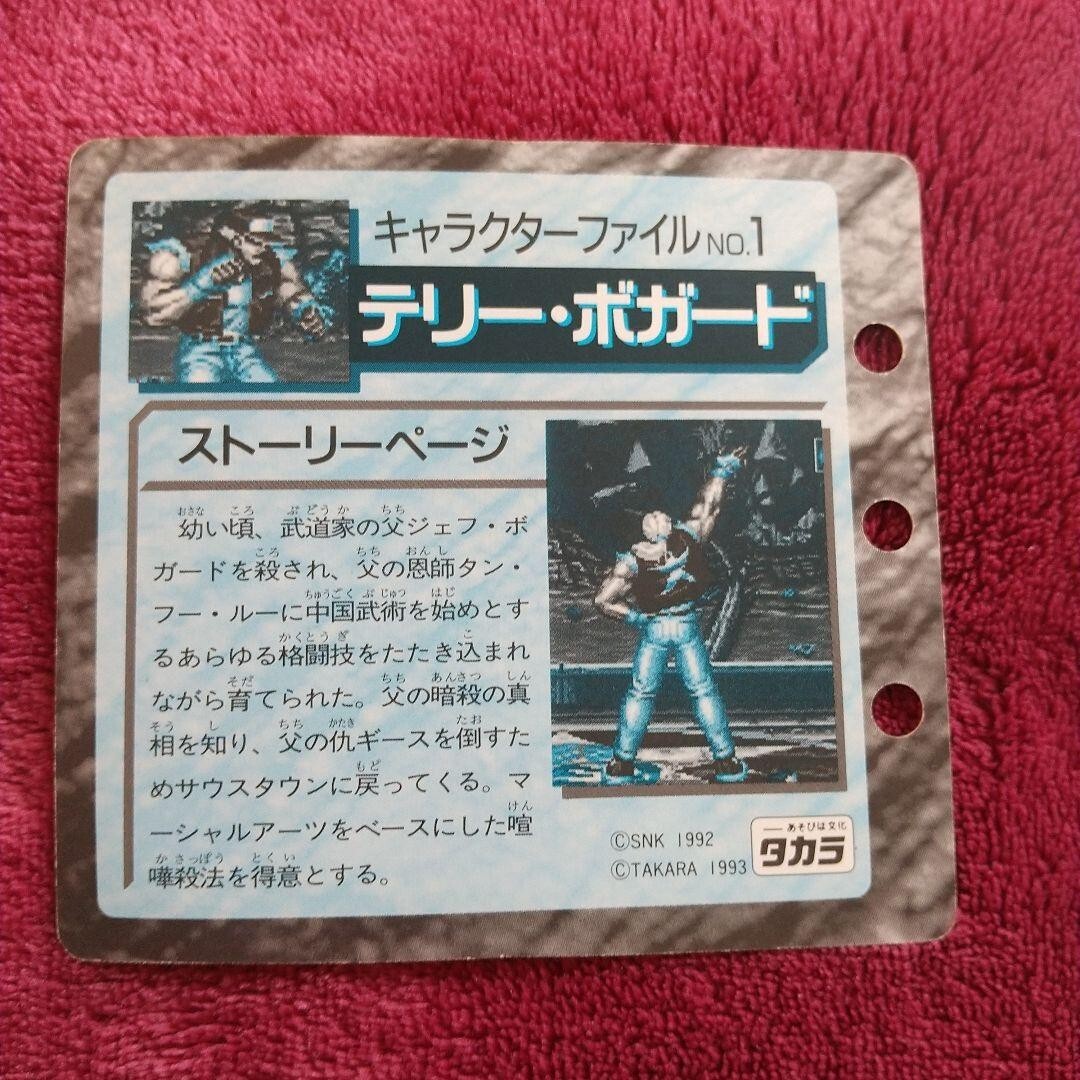 キャラクターファイルNO.1
テリー・ボガード
ストーリーページ
幼い頃、武道家の父ジェフ・ボ
ガードを殺され、父の恩師タン・
フー・ルーに中国武術を始めとす
るあらゆる格闘技をたたき込まれ
ながら育てられた。父の暗殺の真
相を知り、父の仇ギースを倒すた
めサウスタウンに戻ってくる。マ
ーシャルアーツをベースにした喧
嘩殺法を得意とする。
©SNK 1992
©TAKARA 1993
あそびは文化
タカラ